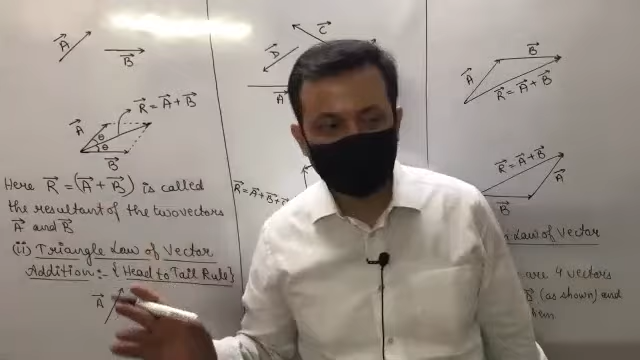 A⃗
B⃗
A⃗
R⃗ = A⃗ + B⃗
θ
θ
B⃗
Here R⃗ = (A⃗ + B⃗) is called
the resultant of the two vectors
A⃗ and B⃗
(ii) Triangle Law of Vector
Addition:- {Head to Tail Rule}
A⃗
C⃗
D⃗
A⃗
R⃗ = A⃗ + B⃗ +
B⃗
A⃗
R⃗ = A⃗ + B⃗
R⃗ = A⃗ + B⃗
A⃗
B⃗
Law of Vector
are 4 vectors
B⃗ (as shown) and